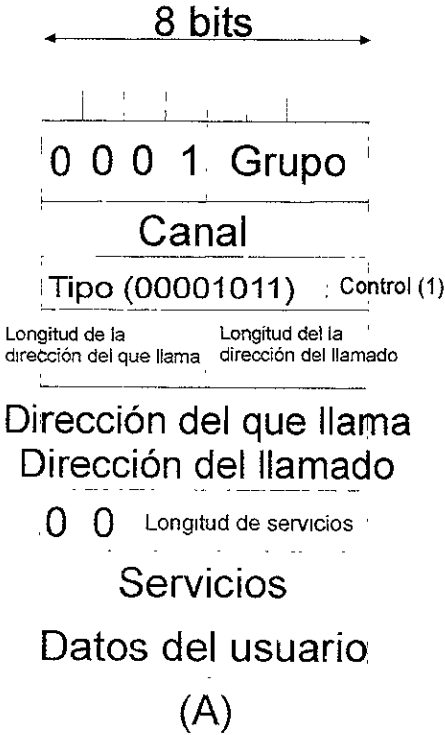 8 bits
0 0 0 1 Grupo
Canal
Tipo (00001011) Control (1)
Longitud de la Longitud del la
dirección del que llama dirección del llamado
Dirección del que llama
Dirección del llamado
0 0 Longitud de servicios
Servicios
Datos del usuario
(A)